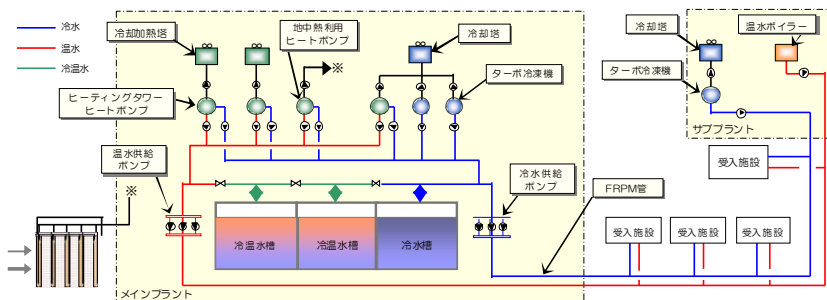 冷水
温水
冷温水
冷却加熱塔
地中熱利用
ヒートポンプ
※
冷却塔
ターボ冷凍機
ヒーティングタワー
ヒートポンプ
温水供給
ポンプ
※
冷水供給
ポンプ
FRPM管
冷温水槽
冷温水槽
冷水槽
メインプラント
冷却塔
温水ボイラー
ターボ冷凍機
サブプラント
受入施設
受入施設
受入施設
受入施設